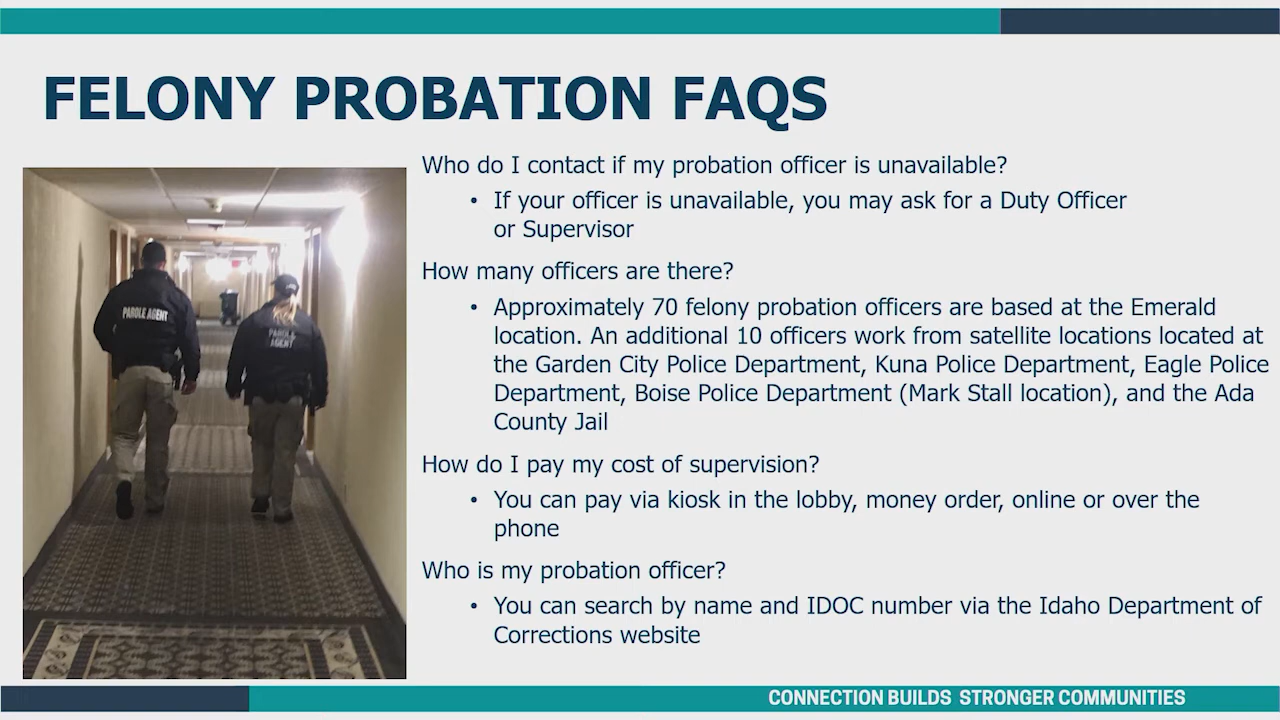 FELONY PROBATION FAQS
Who do I contact if my probation officer is unavailable?
• If your officer is unavailable, you may ask for a Duty Officer
or Supervisor
How many officers are there?
• Approximately 70 felony probation officers are based at the Emerald
location. An additional 10 officers work from satellite locations located at
the Garden City Police Department, Kuna Police Department, Eagle Police
Department, Boise Police Department (Mark Stall location), and the Ada
County Jail
How do I pay my cost of supervision?
• You can pay via kiosk in the lobby, money order, online or over the
phone
Who is my probation officer?
• You can search by name and IDOC number via the Idaho Department of
Corrections website
PAROLE AGENT
PAROLE
AGENT
CONNECTION BUILDS STRONGER COMMUNITIES